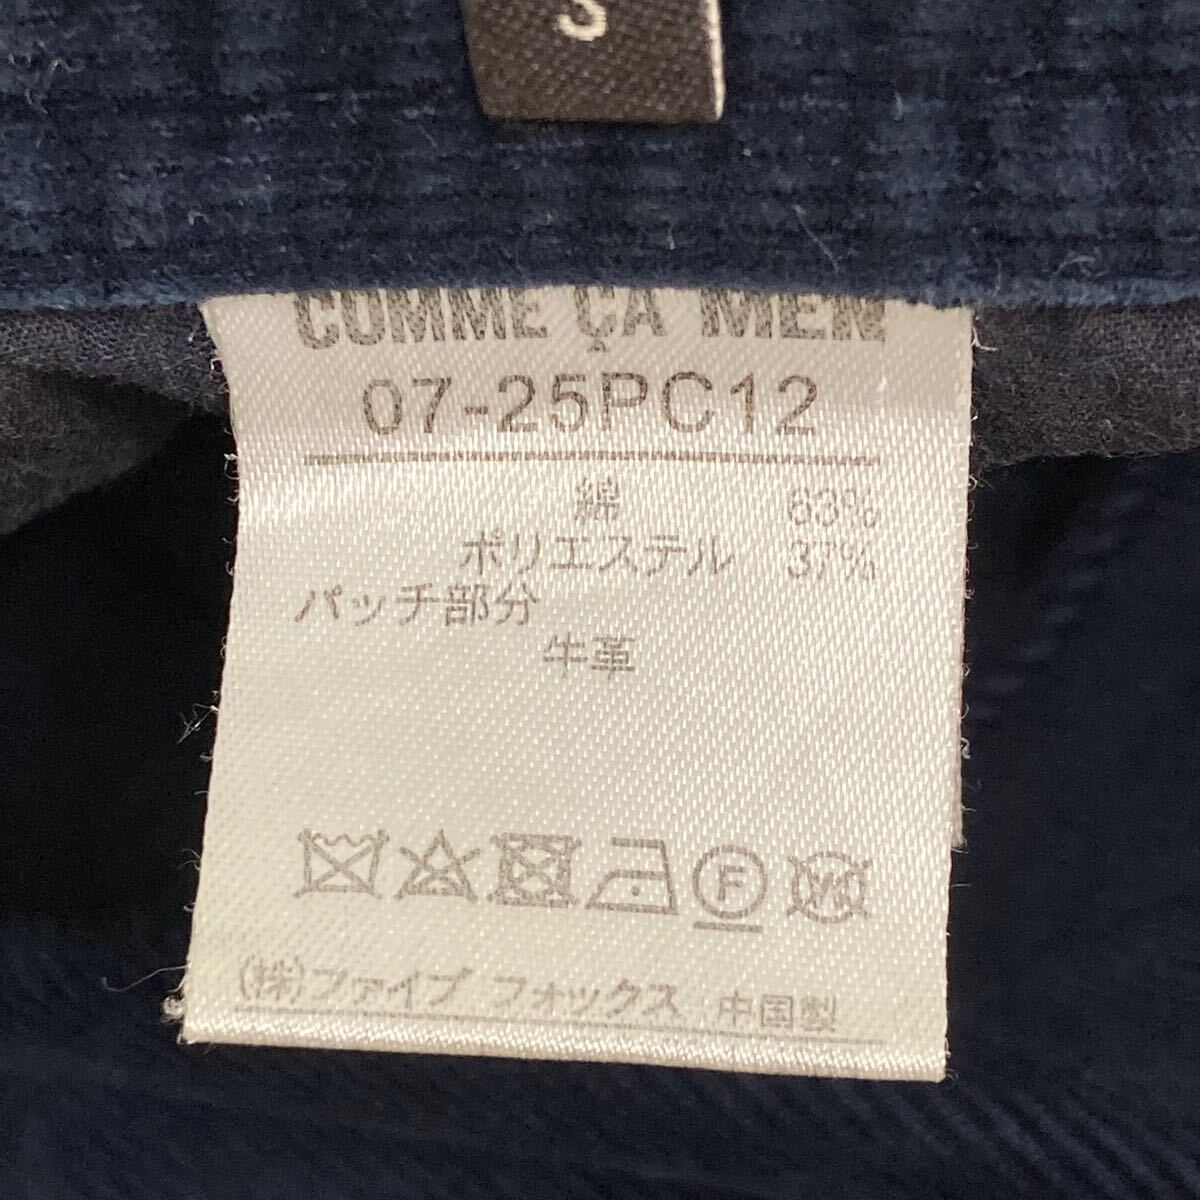 S
COMME ÇA MEN
07-25PC12
綿 63%
ポリエステル 37%
パッチ部分
牛革
F
W
(株)ファイブ フォックス 中国製